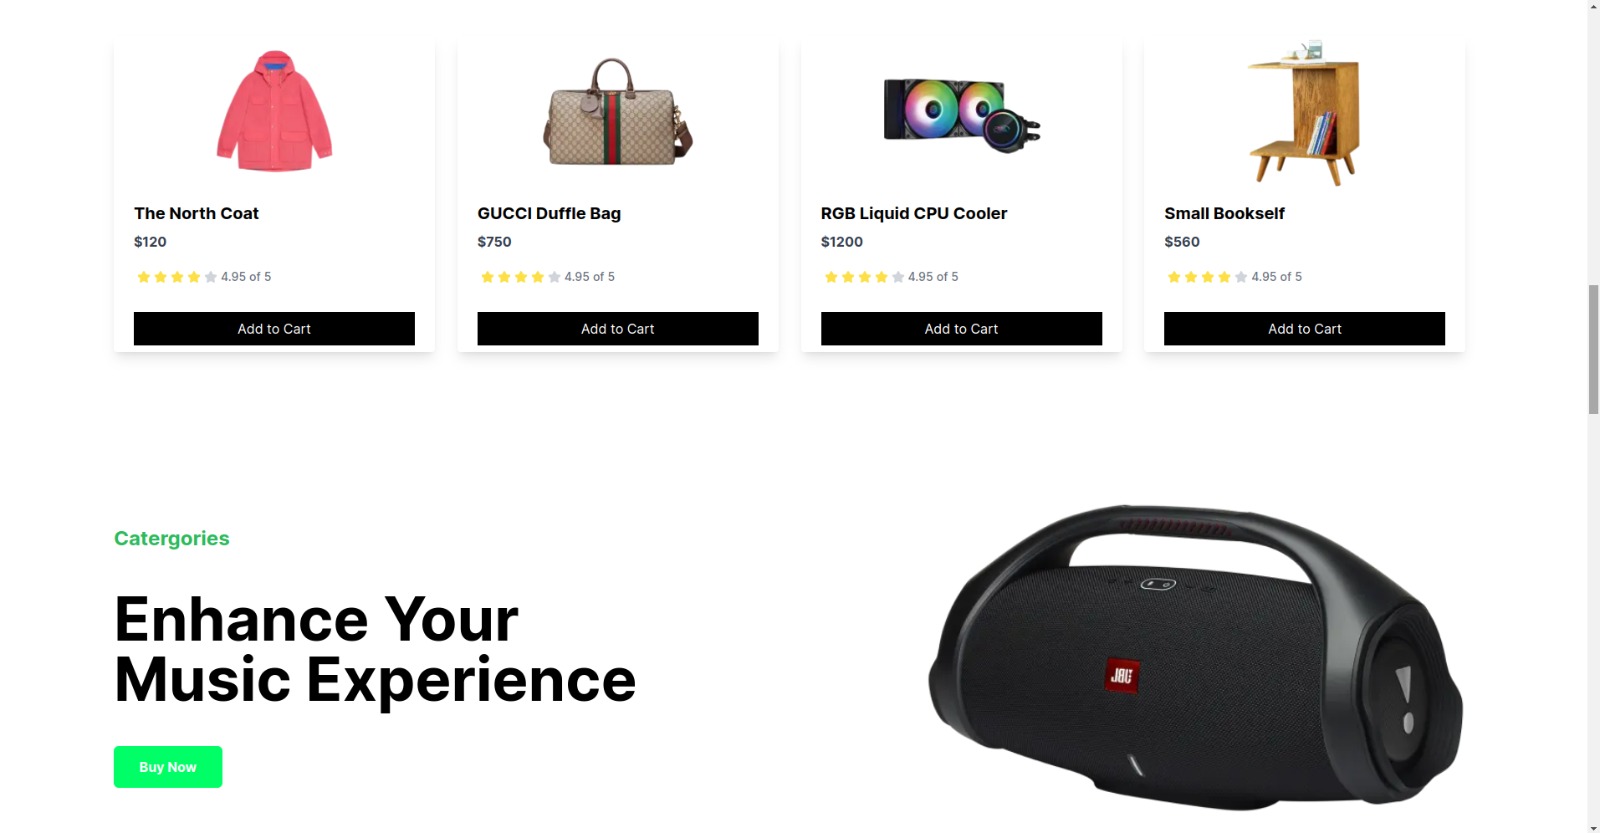 The North Coat
$120
4.95 of 5
Add to Cart
GUCCI Duffle Bag
$750
4.95 of 5
Add to Cart
RGB Liquid CPU Cooler
$1200
4.95 of 5
Add to Cart
Small Bookself
$560
4.95 of 5
Add to Cart
Catergories
Enhance Your
Music Experience
Buy Now
JBL